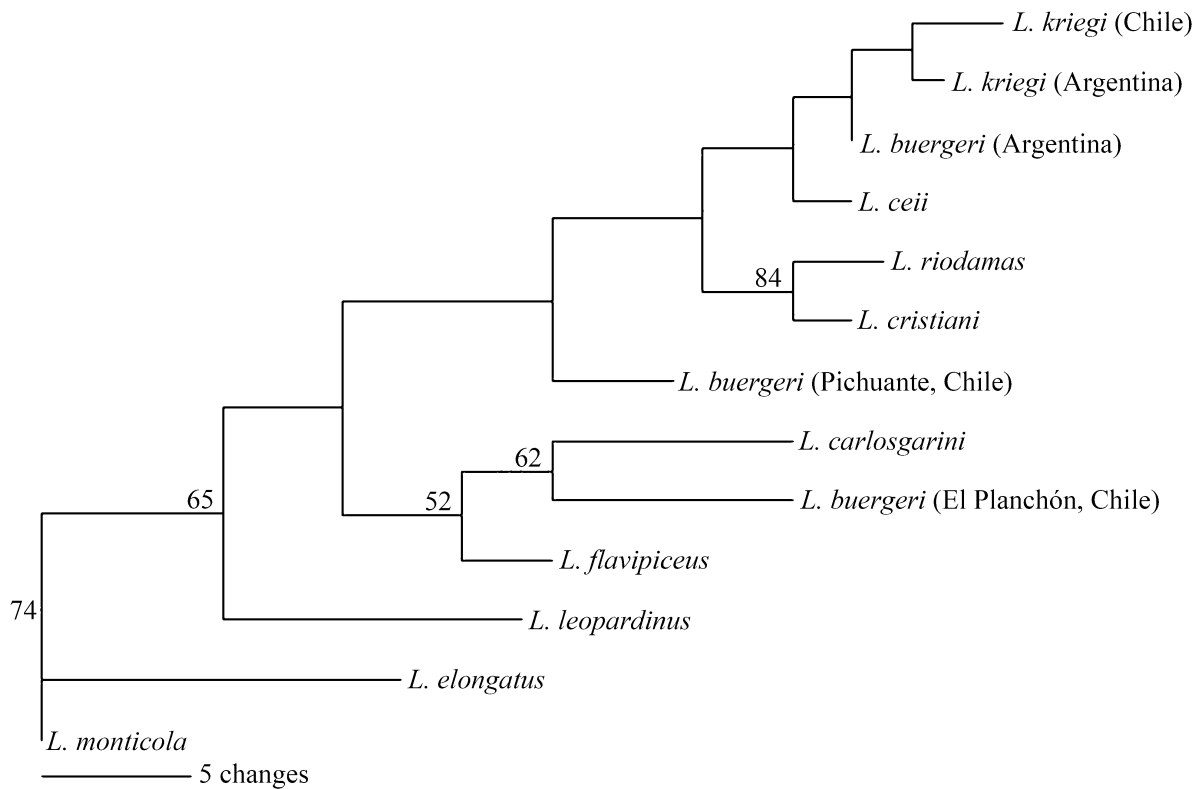 L. kriegi (Chile)
L. kriegi (Argentina)
L. buergeri (Argentina)
L. ceii
L. riodamas
84
L. cristiani
L. buergeri (Pichuante, Chile)
L. carlosgarini
62
L. buergeri (El Planchón, Chile)
52
65
L. flavipiceus
74
L. leopardinus
L. elongatus
L. monticola
5 changes